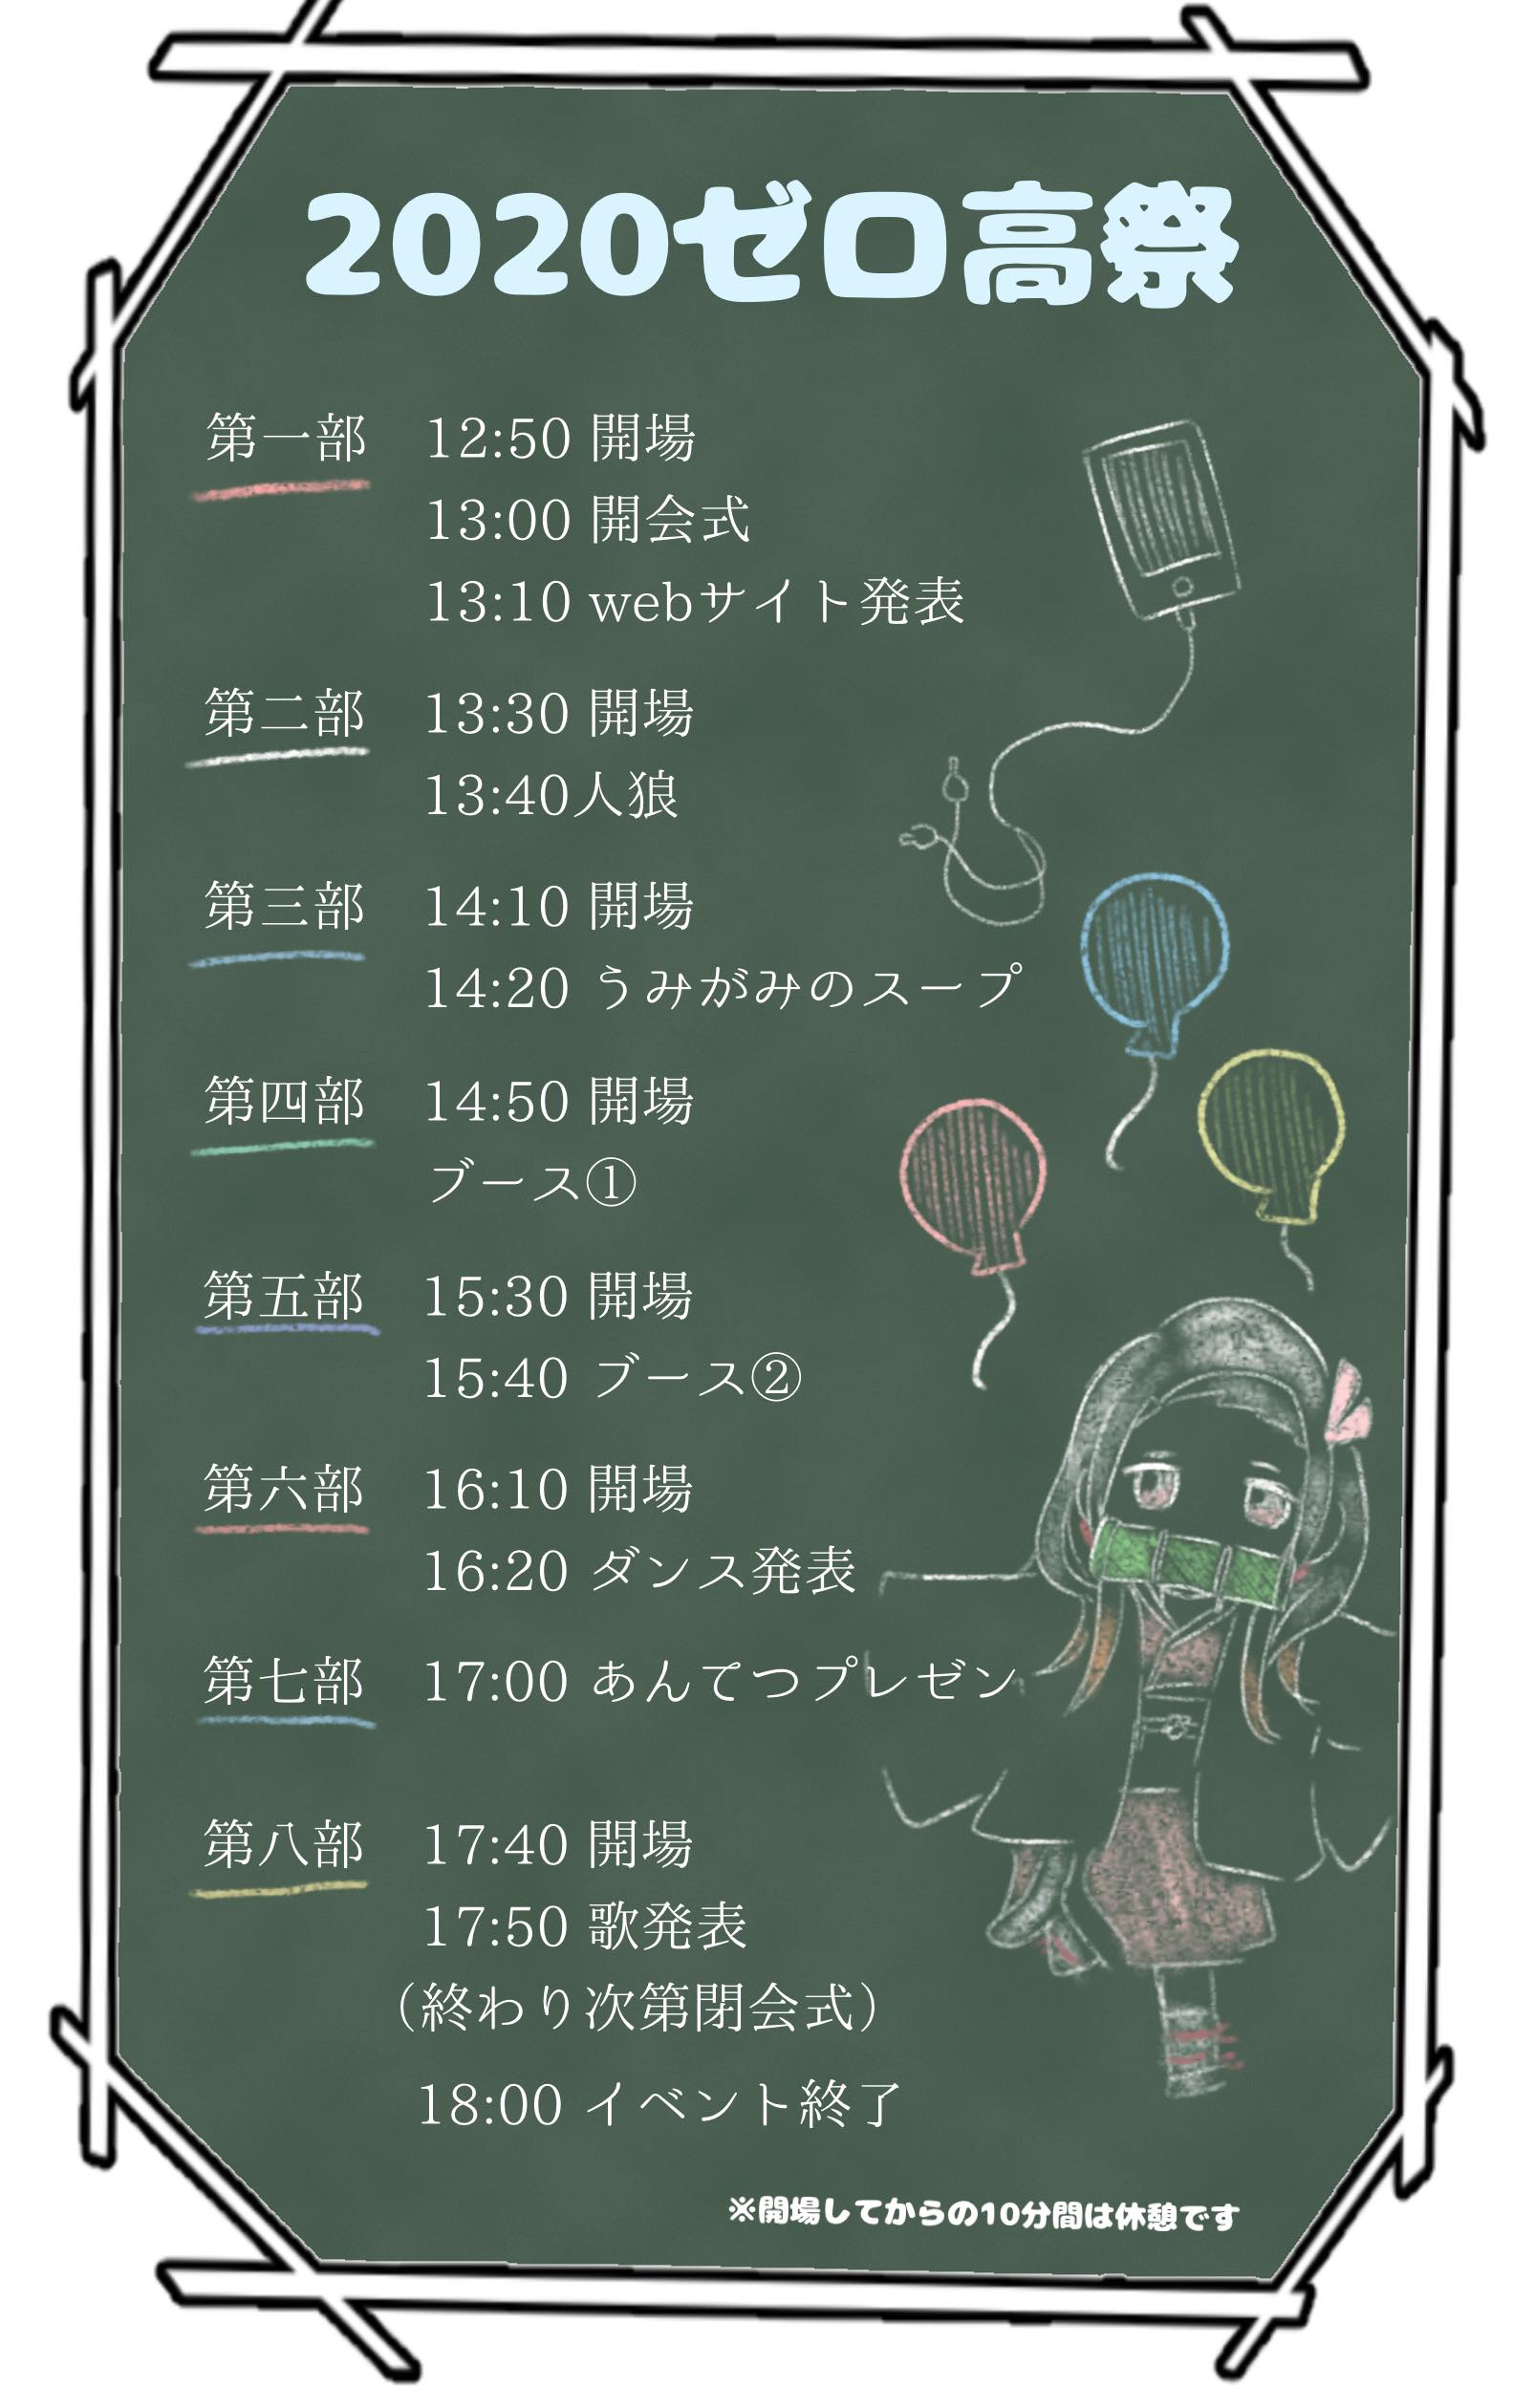 2020ゼロ高祭
第一部 12:50 開場
13:00 開会式
13:10 webサイト発表
第二部 13:30 開場
13:40人狼
第三部 14:10 開場
14:20 うみがみのスープ
第四部 14:50 開場
ブース①
第五部 15:30 開場
15:40 ブース②
第六部 16:10 開場
16:20 ダンス発表
第七部 17:00 あんてつプレゼン
第八部 17:40 開場
17:50 歌発表
（終わり次第閉会式）
18:00 イベント終了
※開場してからの10分間は休憩です